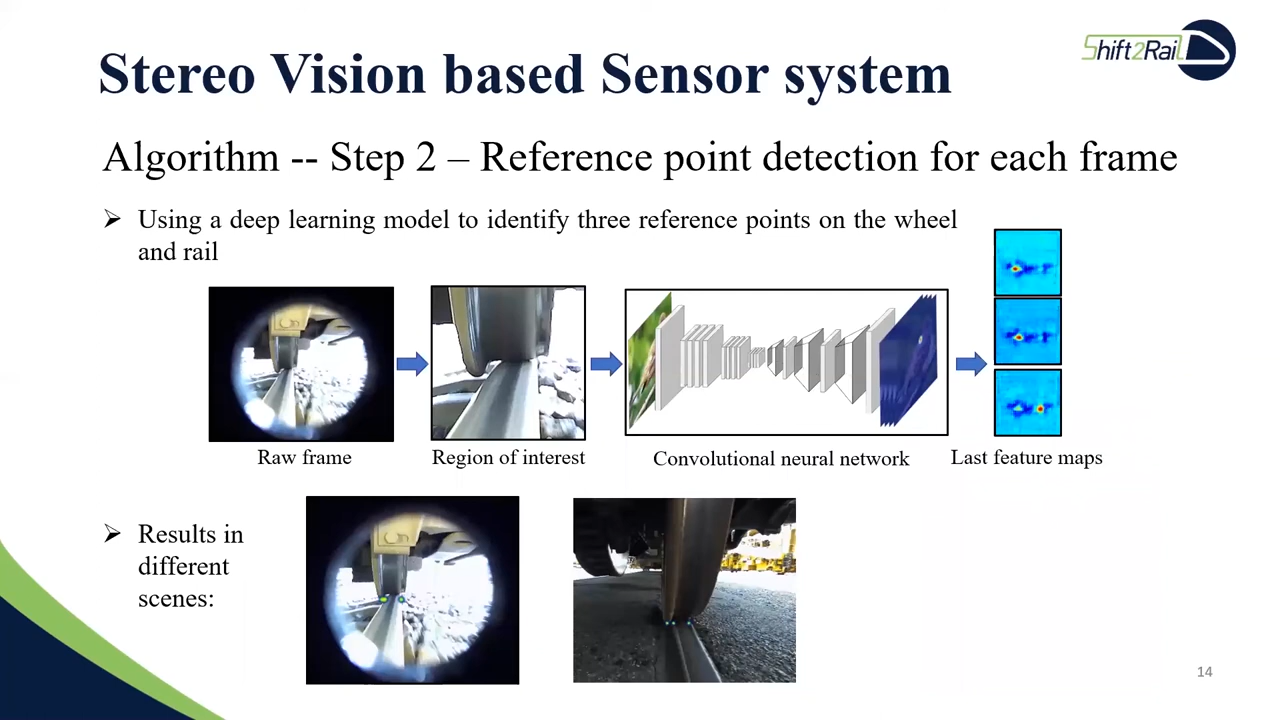 Shift2Rail
Stereo Vision based Sensor system
Algorithm -- Step 2 – Reference point detection for each frame
➢ Using a deep learning model to identify three reference points on the wheel
and rail
Raw frame
Region of interest
Convolutional neural network
Last feature maps
➢ Results in
different
scenes:
14